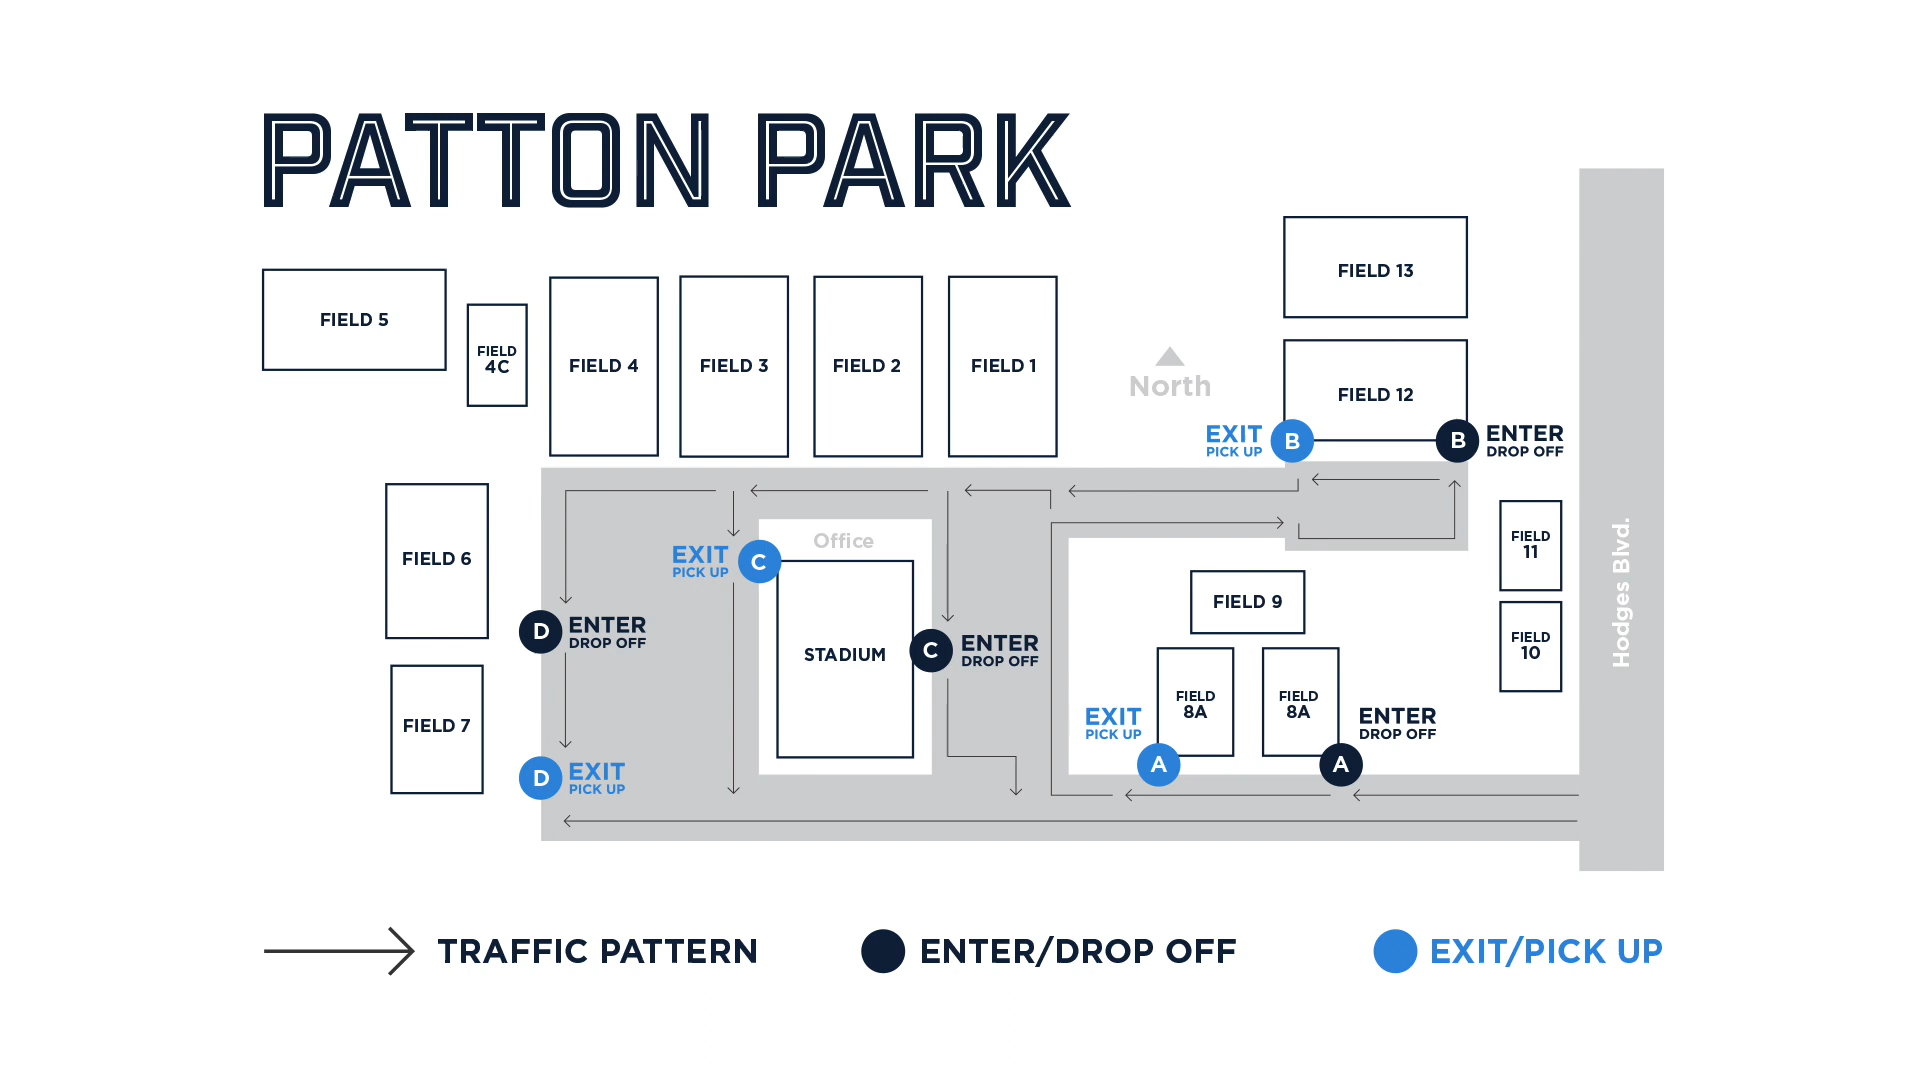 PATTON PARK
FIELD 13
FIELD 5
FIELD
4C
FIELD 4
FIELD 3
FIELD 2
FIELD 1
North
FIELD 12
EXIT
PICK UP
B
B
ENTER
DROP OFF
FIELD 6
Office
EXIT
PICK UP
C
FIELD
11
Hodges Blvd.
FIELD 9
D
ENTER
DROP OFF
STADIUM
C
ENTER
DROP OFF
FIELD
10
FIELD 7
FIELD
8A
FIELD
8A
EXIT
PICK UP
ENTER
DROP OFF
D
EXIT
PICK UP
A
A
TRAFFIC PATTERN
ENTER/DROP OFF
EXIT/PICK UP